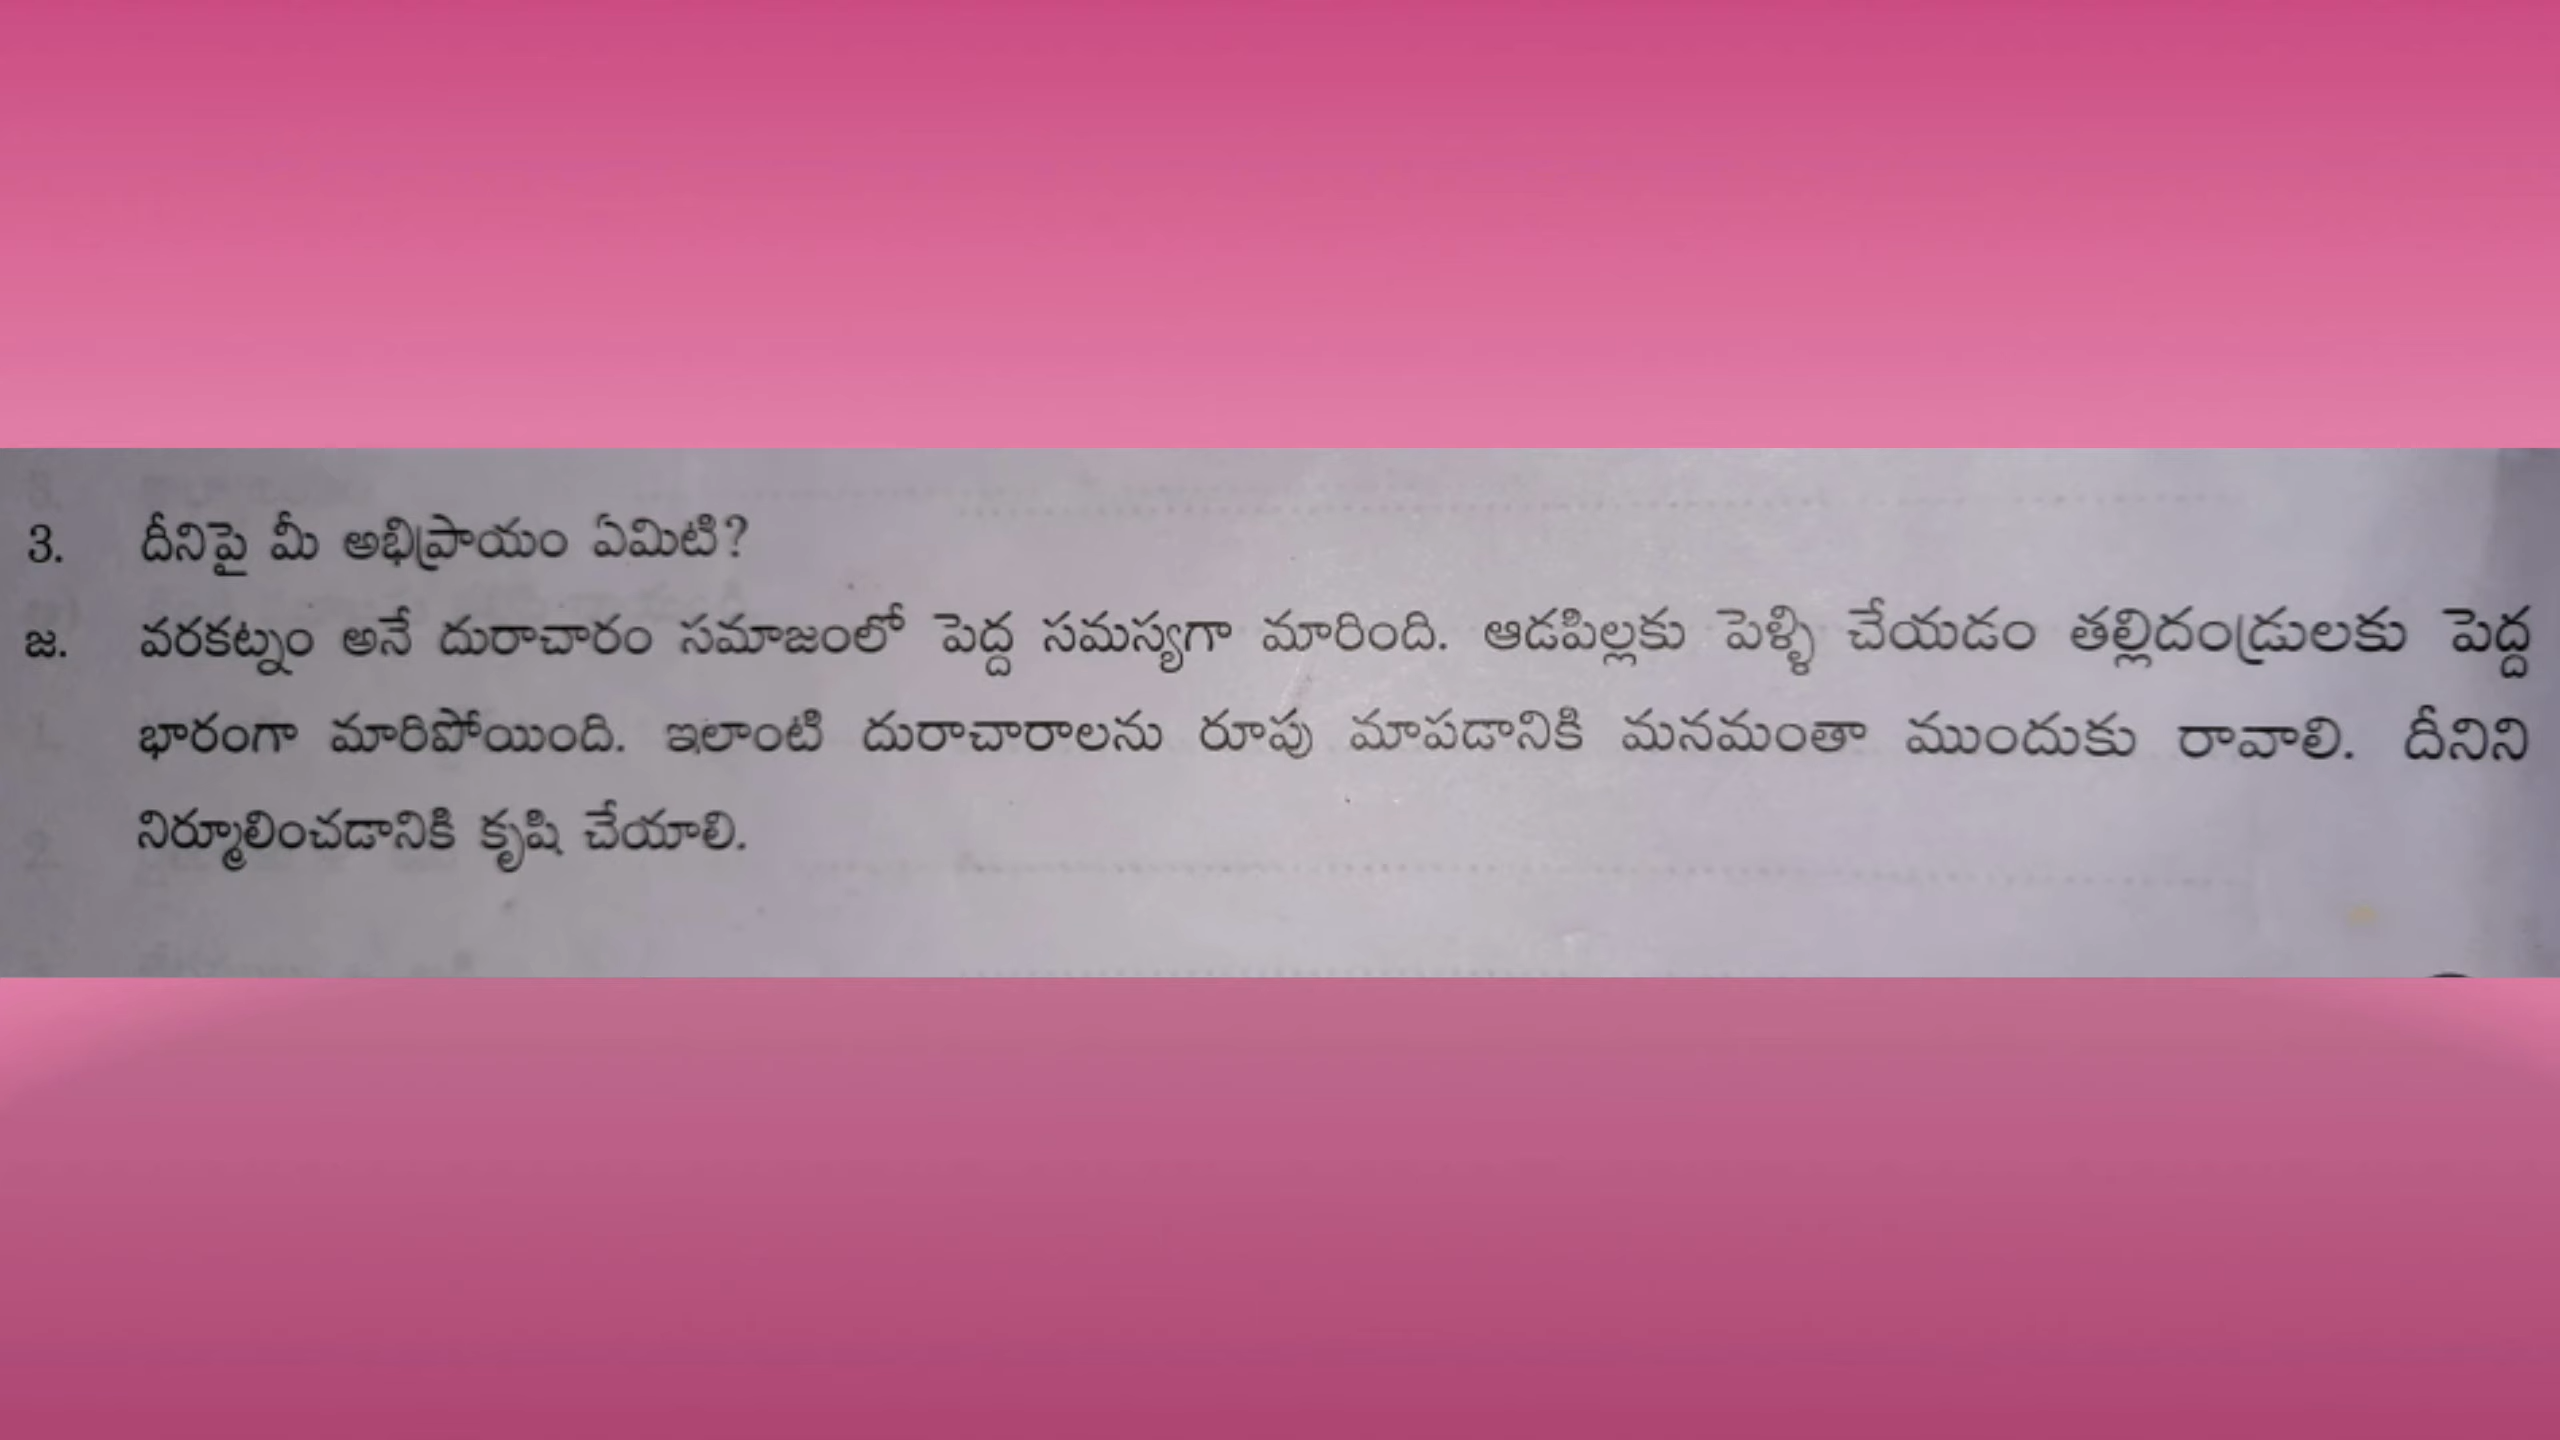 3. దీనిపై మీ అభిప్రాయం ఏమిటి?
జ. వరకట్నం అనే దురాచారం సమాజంలో పెద్ద సమస్యగా మారింది. ఆడపిల్లకు పెళ్ళి చేయడం తల్లిదండ్రులకు పెద్ద
భారంగా మారిపోయింది. ఇలాంటి దురాచారాలను రూపు మాపడానికి మనమంతా ముందుకు రావాలి. దీనిని
నిర్మూలించడానికి కృషి చేయాలి.